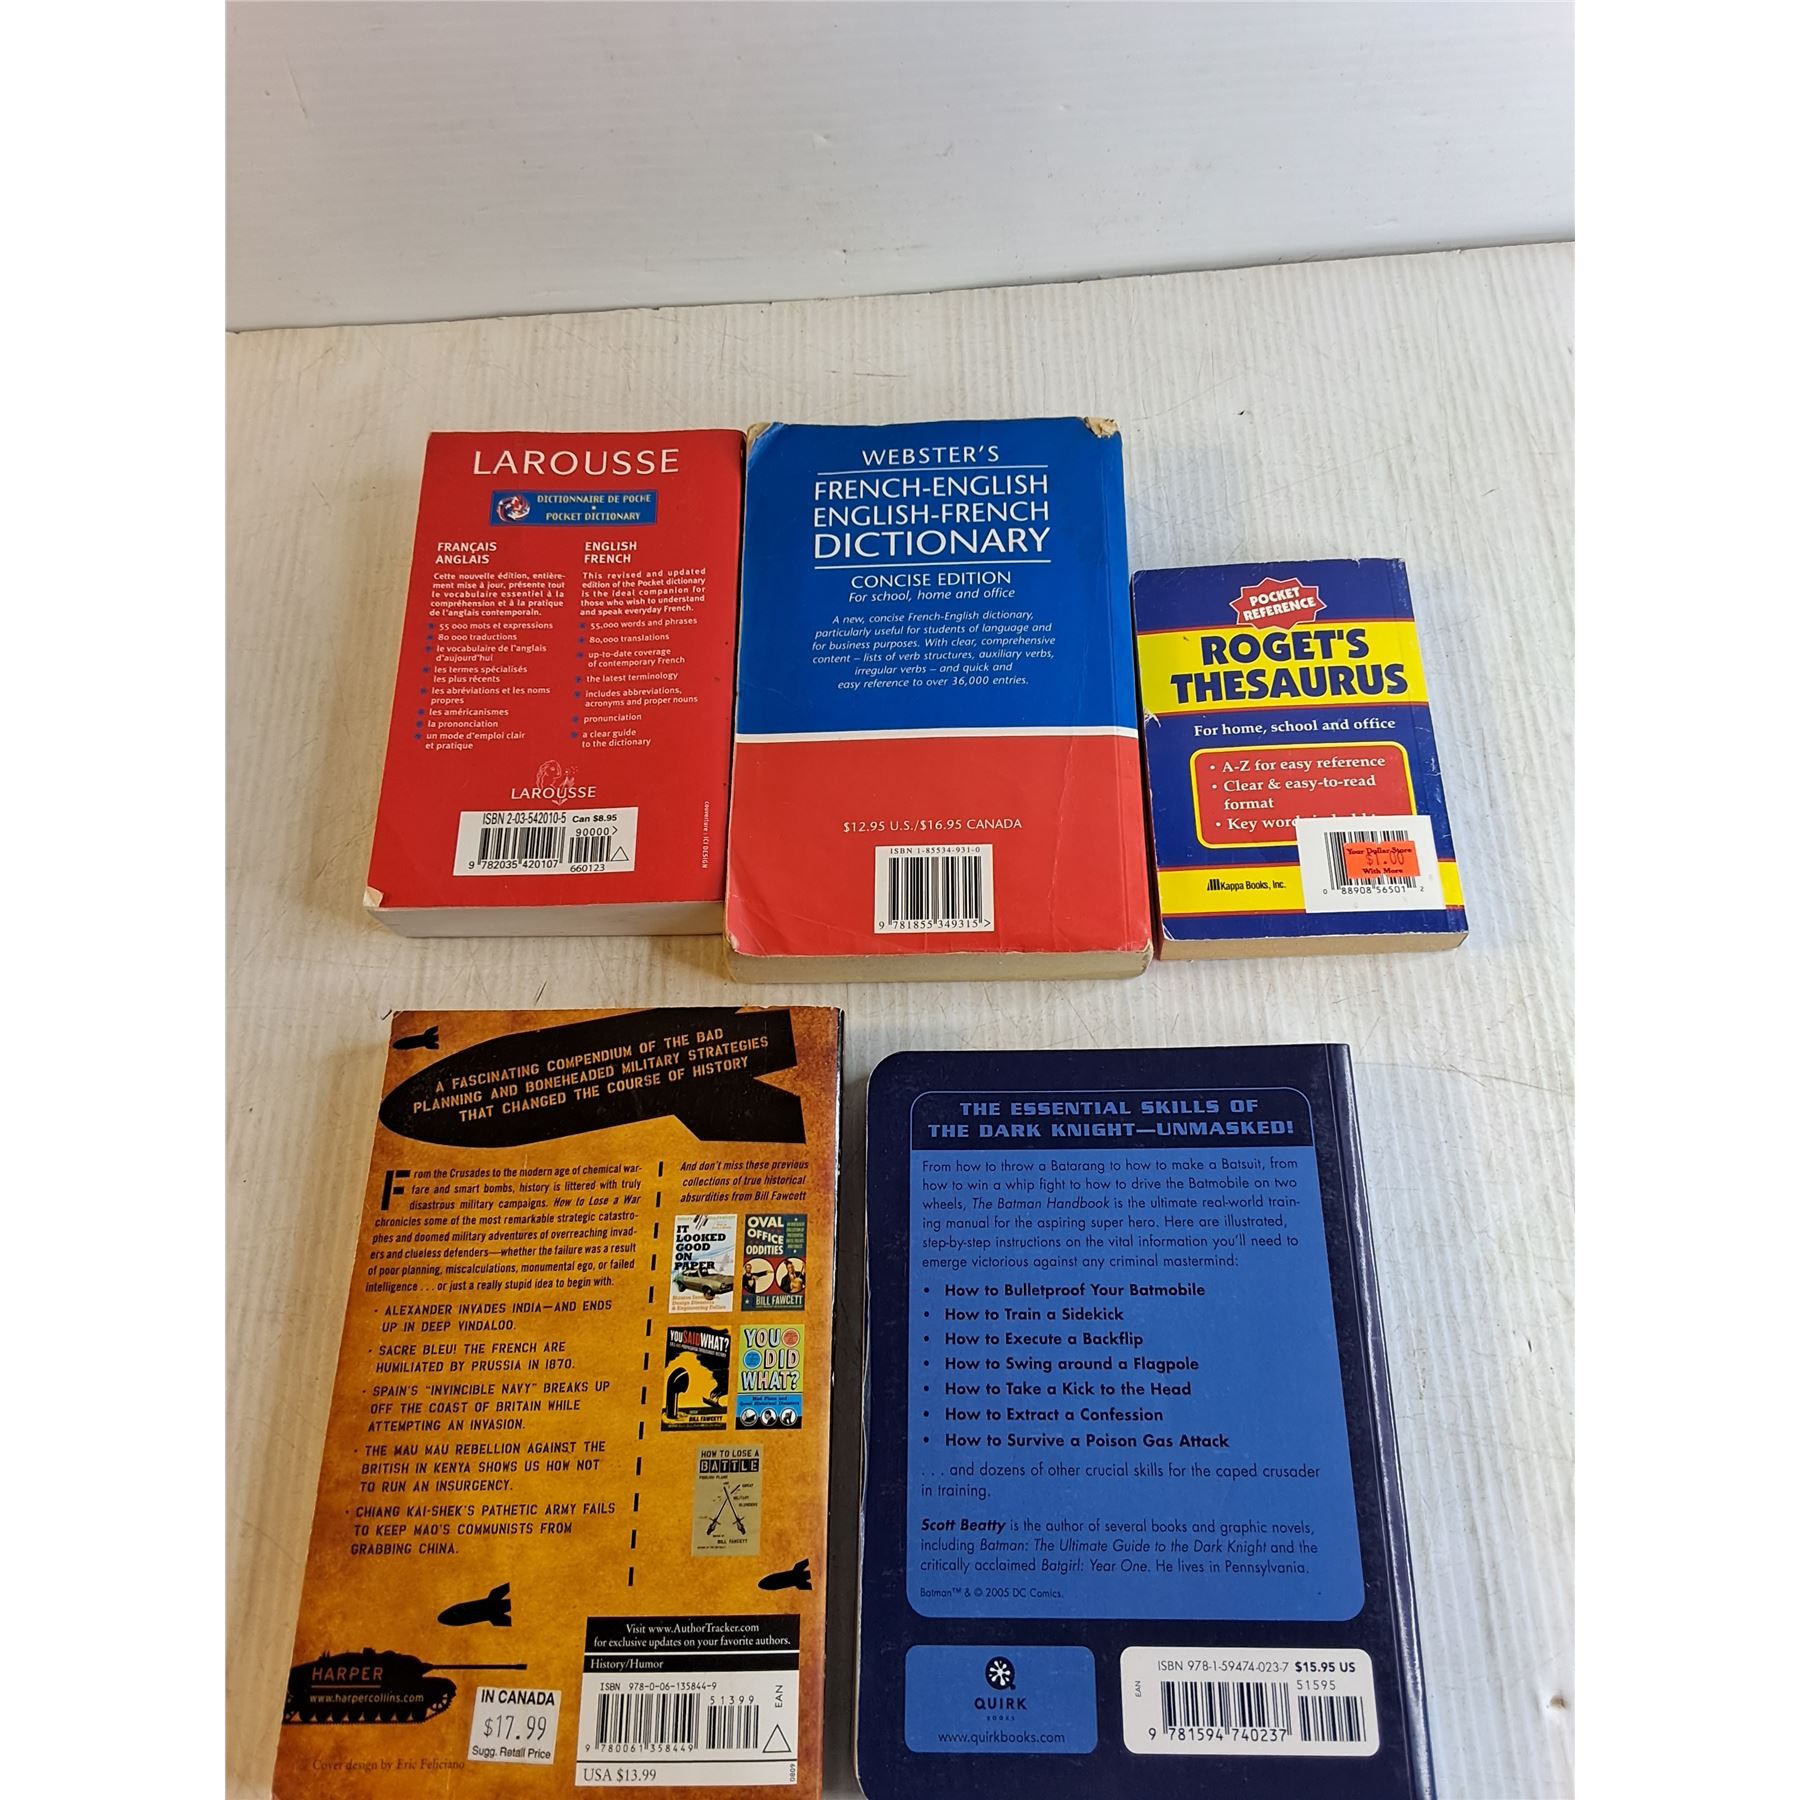 LAROUSSE
DICTIONNAIRE DE POCHE
POCKET DICTIONARY
FRANÇAIS
ANGLAIS
Cette nouvelle édition, entière-
ment mise à jour, présente tout
le vocabulaire essentiel à la
compréhension et à la pratique
de l'anglais contemporain.
55 000 mots et expressions
80 000 traductions
le vocabulaire de l'anglais
d'aujourd'hui
les termes spécialisés
les plus récents
les abréviations et les noms
propres
les américanismes
la prononciation
un mode d'emploi clair
et pratique
ENGLISH
FRENCH
This revised and updated
edition of the Pocket dictionary
is the ideal companion for
those who wish to understand
and speak everyday French.
55,000 words and phrases
80,000 translations
up-to-date coverage
of contemporary French
the latest terminology
includes abbreviations,
acronyms and proper nouns
pronunciation
a clear guide
to the dictionary
LAROUSSE
couverture : ICI DESIGN
ISBN 2-03-542010-5 Can $8.95
90000>
9 782035 420107
660123
WEBSTER'S
FRENCH-ENGLISH
ENGLISH-FRENCH
DICTIONARY
CONCISE EDITION
For school, home and office
A new, concise French-English dictionary,
particularly useful for students of language and
for business purposes. With clear, comprehensive
content – lists of verb structures, auxiliary verbs,
irregular verbs – and quick and
easy reference to over 36,000 entries.
$12.95 U.S./$16.95 CANADA
ISBN 1-85534-931-0
9 781855 349315>
POCKET
REFERENCE
ROGET'S
THESAURUS
For home, school and office
• A-Z for easy reference
• Clear & easy-to-read
format
• Key words
Kappa Books, Inc.
Your Dollar Store
$1.00
With More
0 88908 56501 2
A FASCINATING COMPENDIUM OF THE BAD
PLANNING AND BONEHEADED MILITARY STRATEGIES
THAT CHANGED THE COURSE OF HISTORY
From the Crusades to the modern age of chemical war-
fare and smart bombs, history is littered with truly
disastrous military campaigns. How to Lose a War
chronicles some of the most remarkable strategic catastro-
phes and doomed military adventures of overreaching invad-
ers and clueless defenders—whether the failure was a result
of poor planning, miscalculations, monumental ego, or failed
intelligence . . . or just a really stupid idea to begin with.
• ALEXANDER INVADES INDIA—AND ENDS
UP IN DEEP VINDALOO.
• SACRE BLEU! THE FRENCH ARE
HUMILIATED BY PRUSSIA IN 1870.
• SPAIN'S "INVINCIBLE NAVY" BREAKS UP
OFF THE COAST OF BRITAIN WHILE
ATTEMPTING AN INVASION.
• THE MAU MAU REBELLION AGAINST THE
BRITISH IN KENYA SHOWS US HOW NOT
TO RUN AN INSURGENCY.
• CHIANG KAI-SHEK'S PATHETIC ARMY FAILS
TO KEEP MAO'S COMMUNISTS FROM
GRABBING CHINA.
And don't miss these previous
collections of true historical
absurdities from Bill Fawcett
IT
LOOKED
GOOD
ON
PAPER
OVAL
OFFICE
ODDITIES
BILL FAWCETT
YOU SAID WHAT?
BILL FAWCETT
YOU
DID
WHAT?
HOW TO LOSE A
BATTLE
BILL FAWCETT
HARPER
www.harpercollins.com
Cover design by Eric Feliciano
IN CANADA
$17.99
Sugg. Retail Price
Visit www.AuthorTracker.com
for exclusive updates on your favorite authors.
History/Humor
ISBN 978-0-06-135844-9
51399
EAN
9 780061 358449
USA $13.99
0809
THE ESSENTIAL SKILLS OF
THE DARK KNIGHT—UNMASKED!
From how to throw a Batarang to how to make a Batsuit, from
how to win a whip fight to how to drive the Batmobile on two
wheels, The Batman Handbook is the ultimate real-world train-
ing manual for the aspiring super hero. Here are illustrated,
step-by-step instructions on the vital information you'll need to
emerge victorious against any criminal mastermind:
• How to Bulletproof Your Batmobile
• How to Train a Sidekick
• How to Execute a Backflip
• How to Swing around a Flagpole
• How to Take a Kick to the Head
• How to Extract a Confession
• How to Survive a Poison Gas Attack
. . . and dozens of other crucial skills for the caped crusader
in training.
Scott Beatty is the author of several books and graphic novels,
including Batman: The Ultimate Guide to the Dark Knight and the
critically acclaimed Batgirl: Year One. He lives in Pennsylvania.
Batman™ & © 2005 DC Comics.
QUIRK
BOOKS
www.quirkbooks.com
ISBN 978-1-59474-023-7 $15.95 US
51595
EAN
9 781594 740237